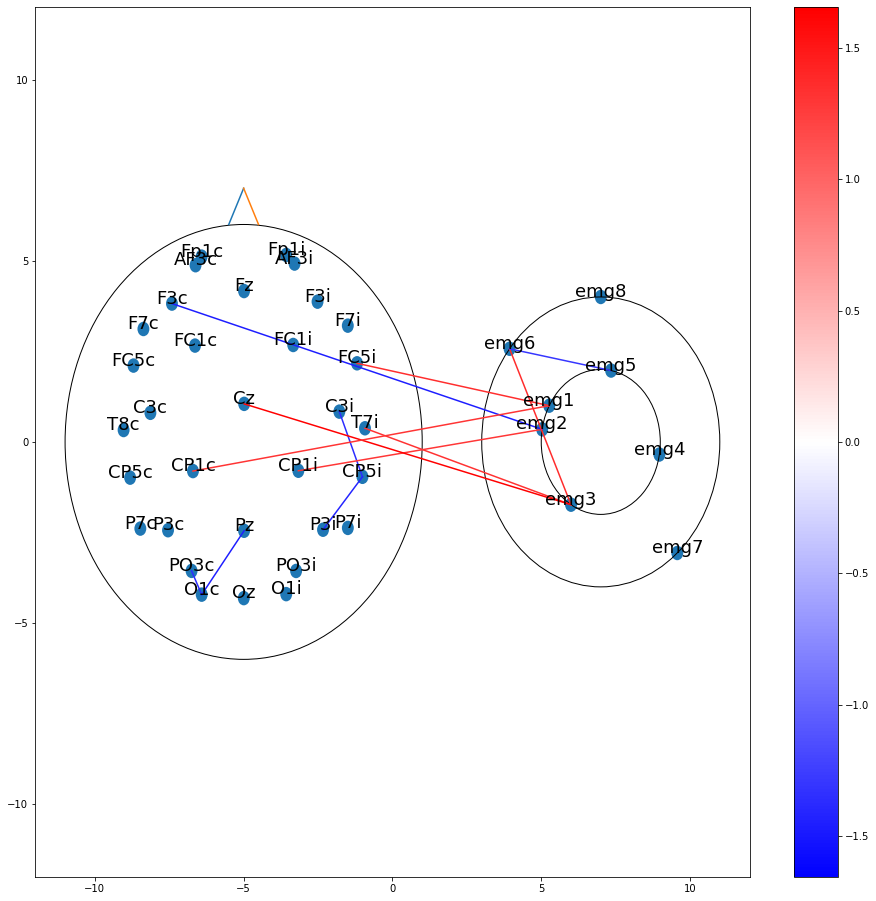 10
5
0
−5
−10
−10
−5
0
5
10
Fp1c
Fp1i
AF3c
AF3i
Fz
F3c
F3i
F7c
F7i
FC1c
FC1i
FC5c
FC5i
Cz
C3c
C3i
T8c
T7i
CP5c
CP1c
CP1i
CP5i
P7c
P3c
Pz
P3i
P7i
PO3c
PO3i
O1c
Oz
O1i
emg8
emg6
emg5
emg1
emg2
emg4
emg3
emg7
1.5
1.0
0.5
0.0
−0.5
−1.0
−1.5